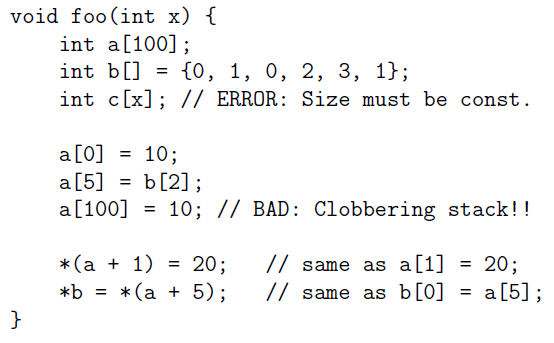 void foo(int x) {
    int a[100];
    int b[] = {0, 1, 0, 2, 3, 1};
    int c[x]; // ERROR: Size must be const.

    a[0] = 10;
    a[5] = b[2];
    a[100] = 10; // BAD: Clobbering stack!!

    *(a + 1) = 20;   // same as a[1] = 20;
    *b = *(a + 5);   // same as b[0] = a[5];
}